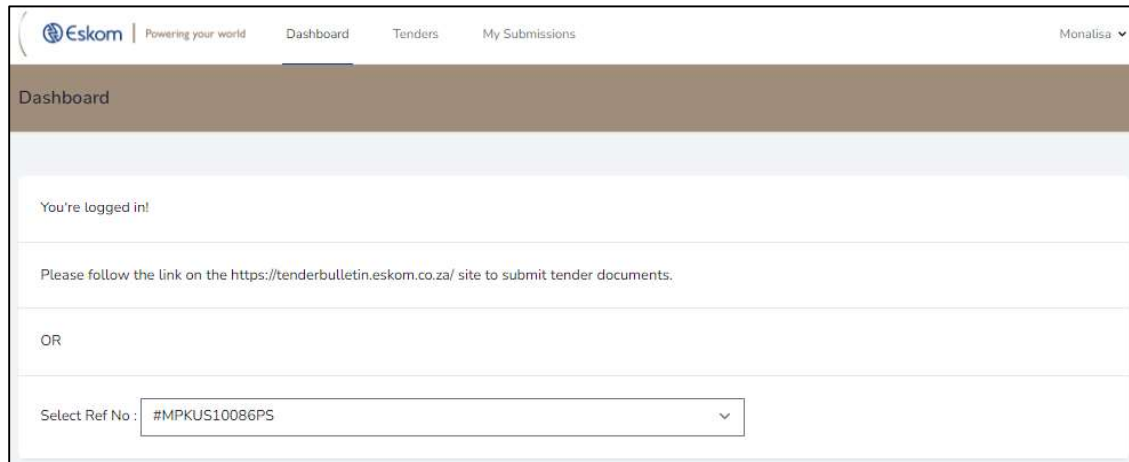 Eskom Powering your world Dashboard Tenders My Submissions Monalisa
Dashboard
You're logged in!
Please follow the link on the https://tenderbulletin.eskom.co.za/ site to submit tender documents.
OR
Select Ref No : #MPKUS10086PS